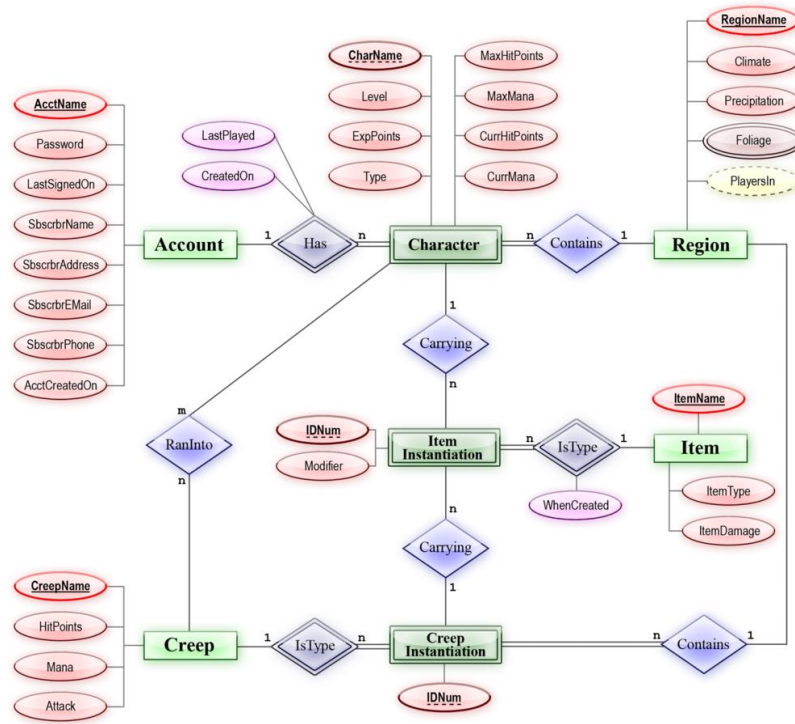 RegionName
CharName
MaxHitPoints
Climate
Level
MaxMana
AcctName
Precipitation
LastPlayed
ExpPoints
CurrHitPoints
Password
Foliage
CreatedOn
Type
CurrMana
LastSignedOn
PlayersIn
SbscrbrName
Account
1
Has
n
Character
n
Contains
1
Region
SbscrbrAddress
SbscrbrEMail
1
SbscrbrPhone
Carrying
AcctCreatedOn
n
ItemName
m
IDNum
RanInto
Item
Instantiation
n
IsType
1
Item
Modifier
n
WhenCreated
ItemType
n
ItemDamage
Carrying
CreepName
1
HitPoints
Creep
1
IsType
n
Creep
Instantiation
n
Contains
1
Mana
IDNum
Attack